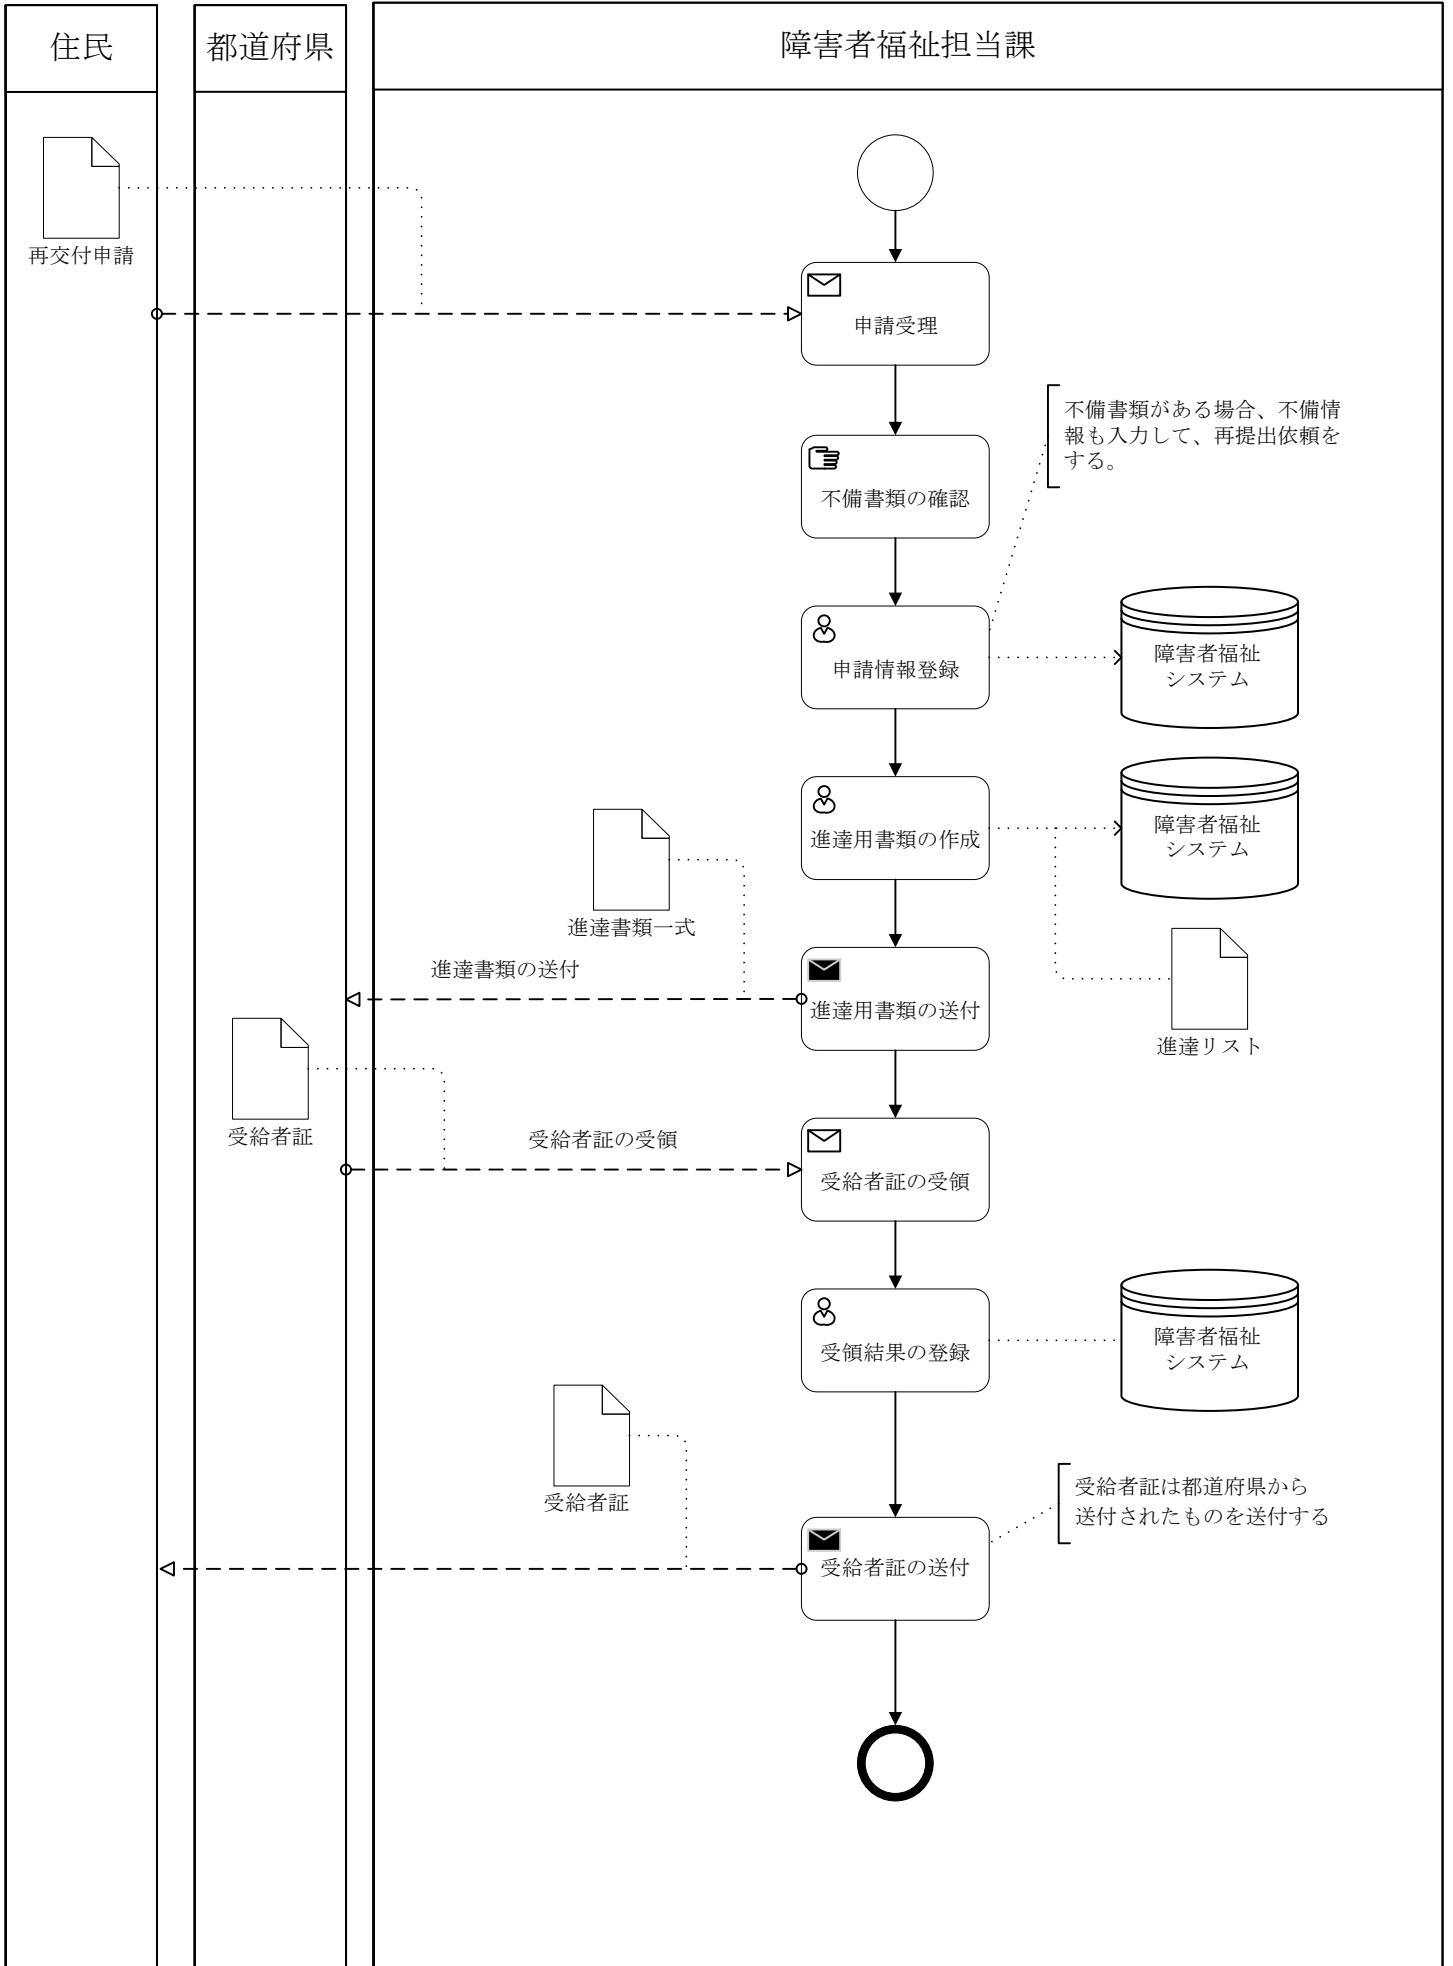 住民
都道府県
障害者福祉担当課
再交付申請
申請受理
不備書類がある場合、不備情
報も入力して、再提出依頼を
する。
不備書類の確認
申請情報登録
障害者福祉
システム
進達用書類の作成
障害者福祉
システム
進達書類一式
進達書類の送付
進達用書類の送付
進達リスト
受給者証
受給者証の受領
受給者証の受領
受領結果の登録
障害者福祉
システム
受給者証
受給者証は都道府県から
送付されたものを送付する
受給者証の送付